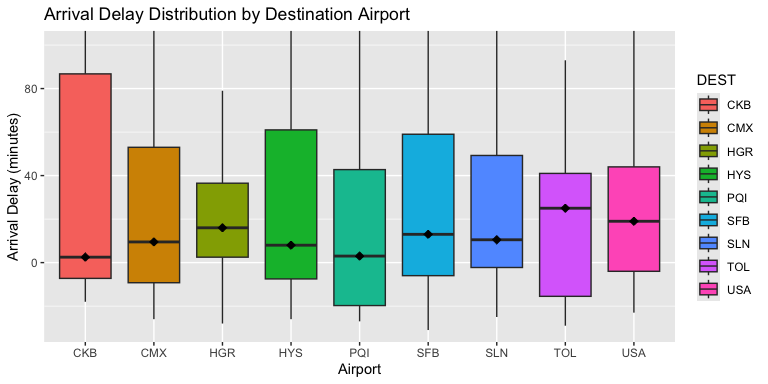 Arrival Delay Distribution by Destination Airport
Arrival Delay (minutes)
80
40
0
CKB CMX HGR HYS PQI SFB SLN TOL USA
Airport
DEST
CKB
CMX
HGR
HYS
PQI
SFB
SLN
TOL
USA